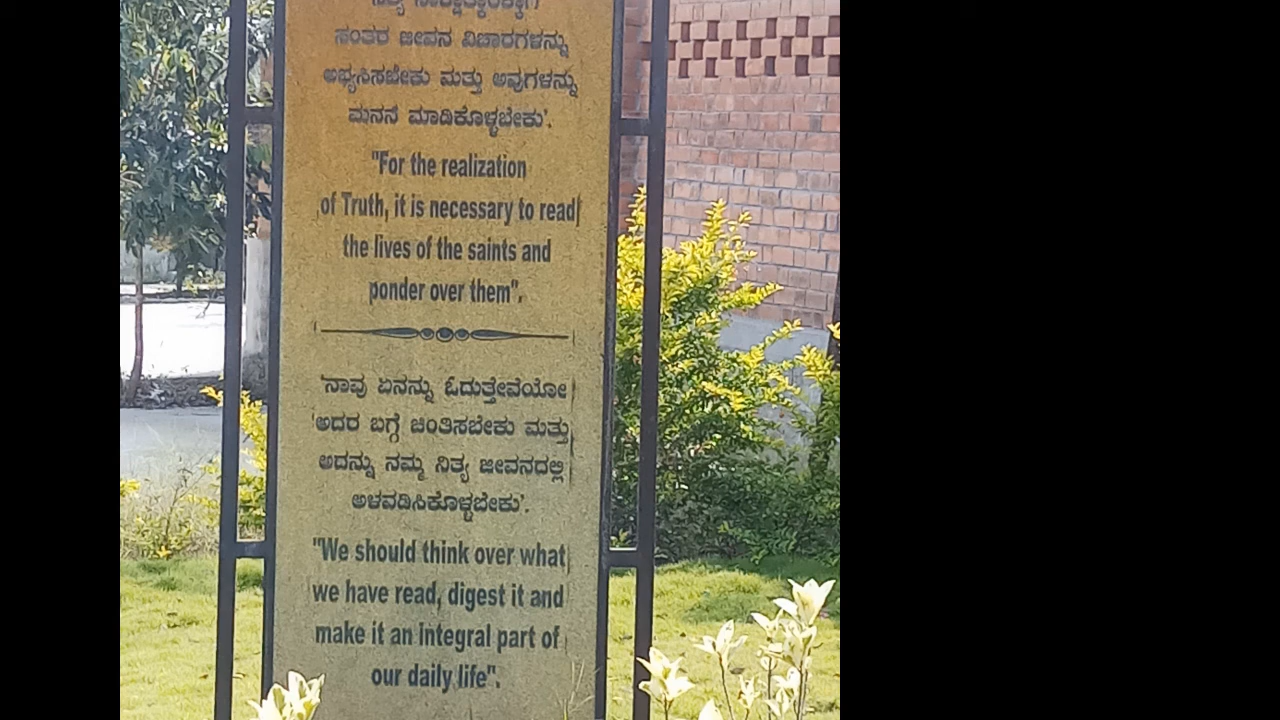 ಸಂತರ ಜೀವನ ವಿಚಾರಗಳನ್ನು
ಅಭ್ಯಸಿಸಬೇಕು ಮತ್ತು ಅವುಗಳನ್ನು
ಮನನ ಮಾಡಿಕೊಳ್ಳಬೇಕು'.
"For the realization
of Truth, it is necessary to read
the lives of the saints and
ponder over them".
'ನಾವು ಏನನ್ನು ಓದುತ್ತೇವೆಯೋ
ಅದರ ಬಗ್ಗೆ ಚಿಂತಿಸಬೇಕು ಮತ್ತು
ಅದನ್ನು ನಮ್ಮ ನಿತ್ಯ ಜೀವನದಲ್ಲಿ
ಅಳವಡಿಸಿಕೊಳ್ಳಬೇಕು'.
"We should think over what
we have read, digest it and
make it an integral part of
our daily life".